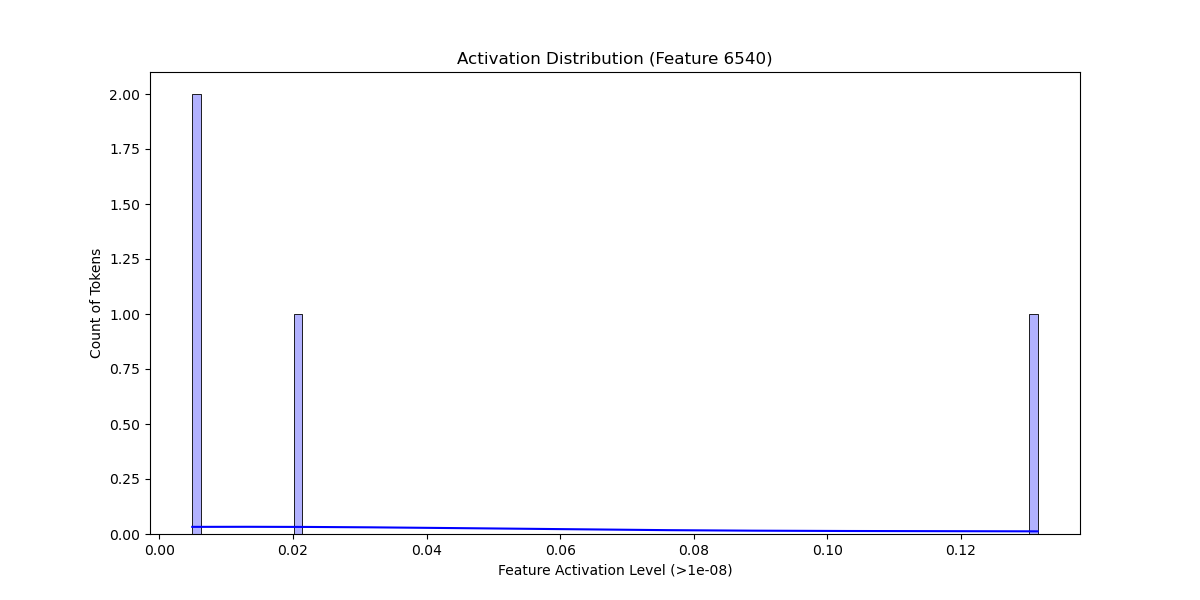 Activation Distribution (Feature 6540)
2.00
1.75
1.50
1.25
1.00
0.75
0.50
0.25
0.00
Count of Tokens
0.00 0.02 0.04 0.06 0.08 0.10 0.12
Feature Activation Level (>1e-08)